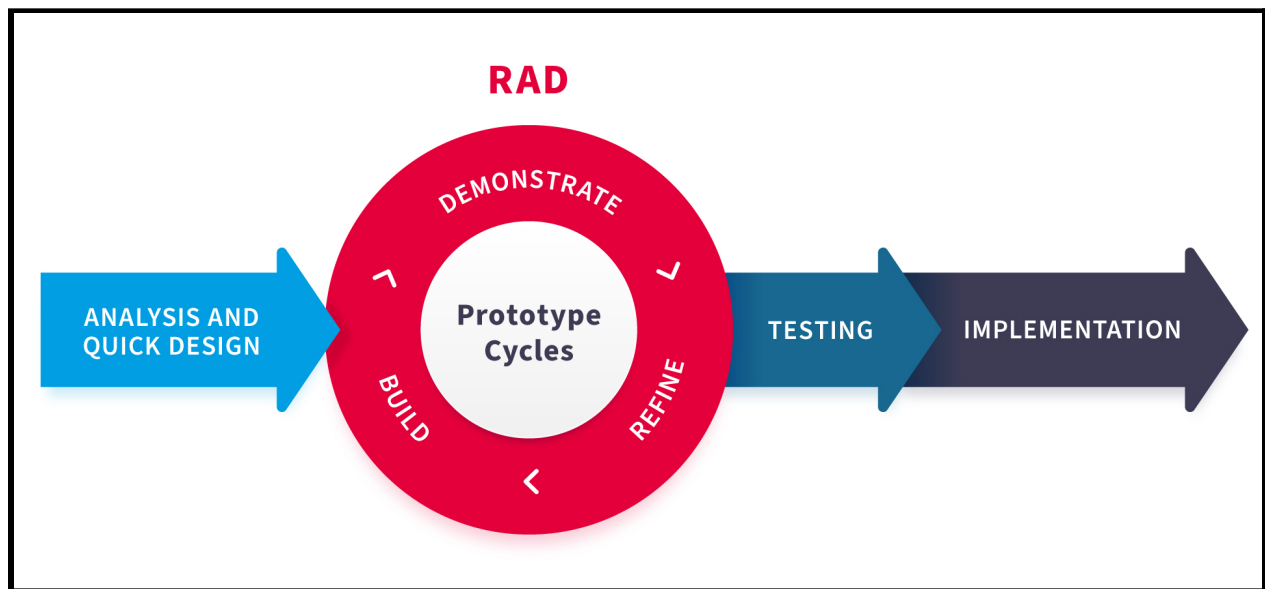 RAD
ANALYSIS AND
QUICK DESIGN
DEMONSTRATE
Prototype
Cycles
BUILD
REFINE
TESTING
IMPLEMENTATION